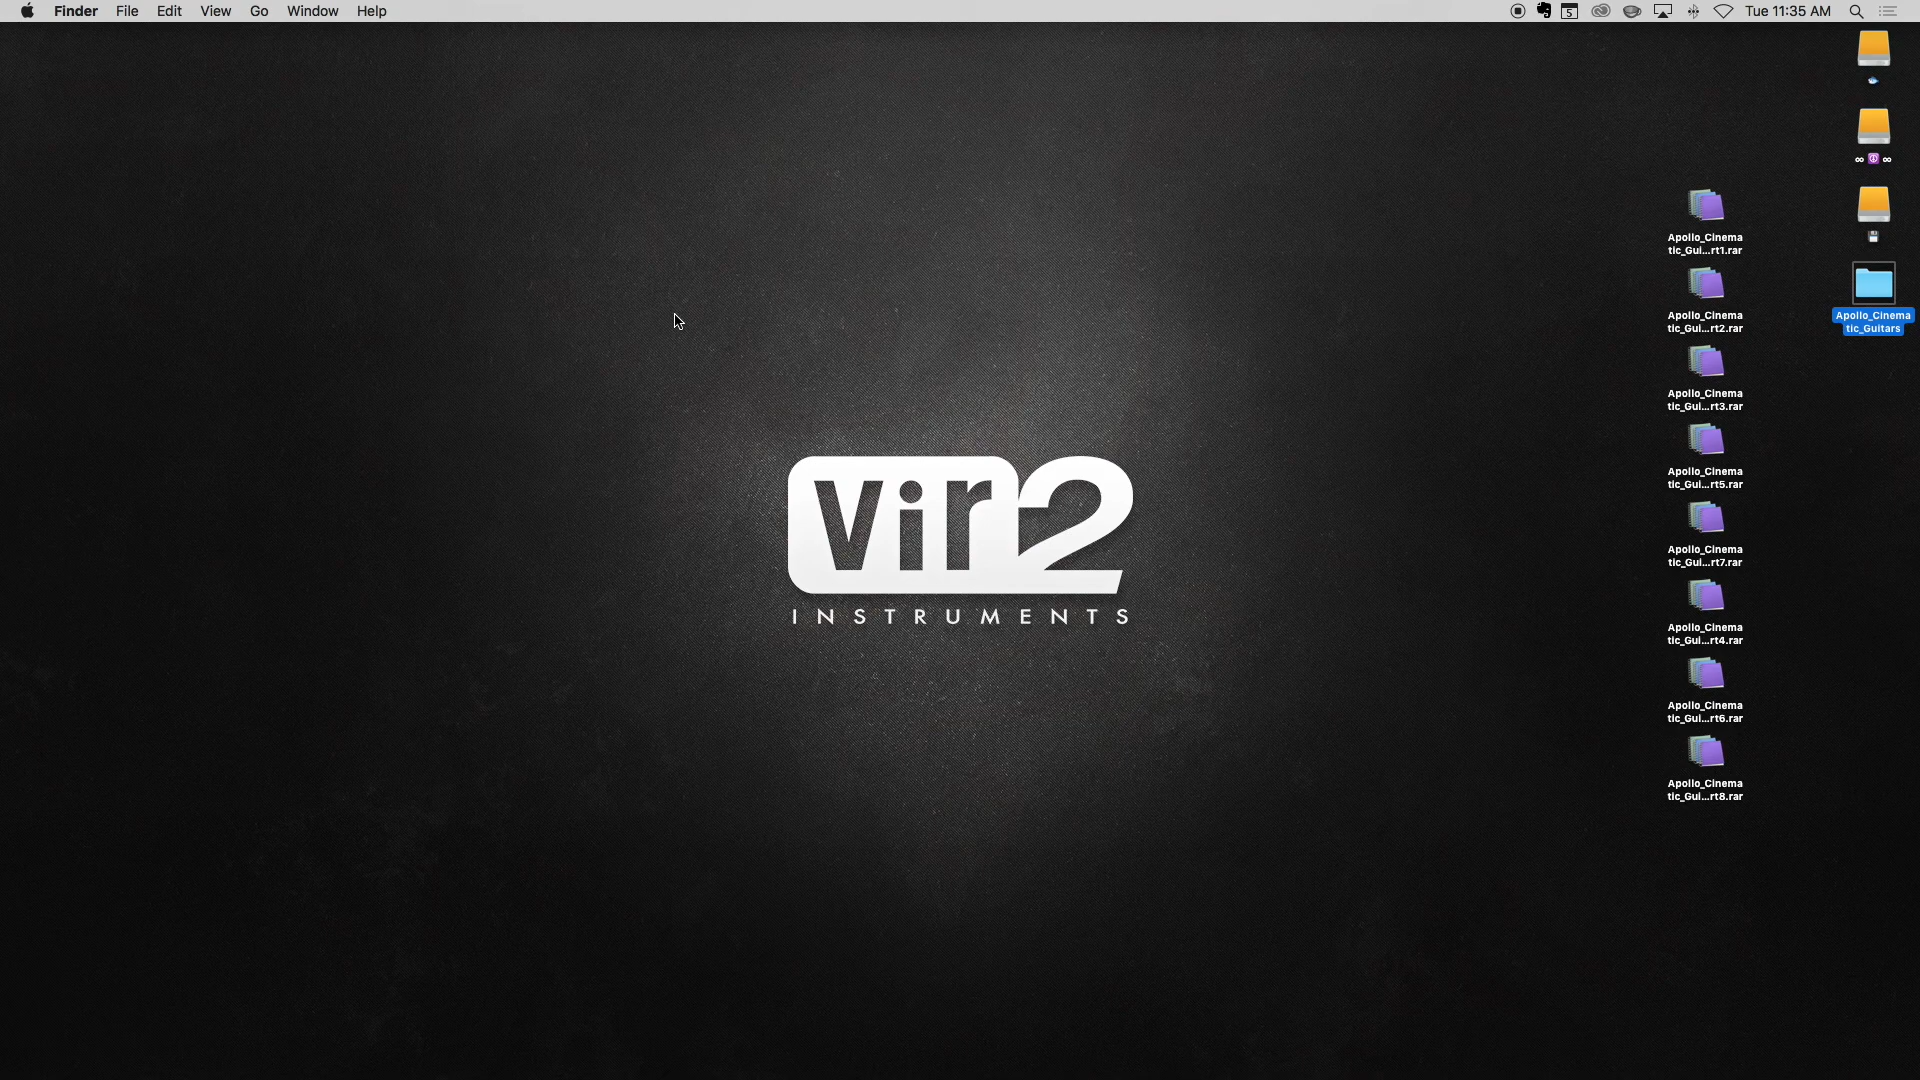 Finder File Edit View Go Window Help
5
Tue 11:35 AM
Apollo_Cinema
tic_Gui...rt1.rar
Apollo_Cinema
tic_Gui...rt2.rar
Apollo_Cinema
tic_Gui...rt3.rar
Apollo_Cinema
tic_Gui...rt5.rar
Apollo_Cinema
tic_Gui...rt7.rar
Apollo_Cinema
tic_Gui...rt4.rar
Apollo_Cinema
tic_Gui...rt6.rar
Apollo_Cinema
tic_Gui...rt8.rar
Apollo_Cinema
tic_Guitars
Vir2
INSTRUMENTS